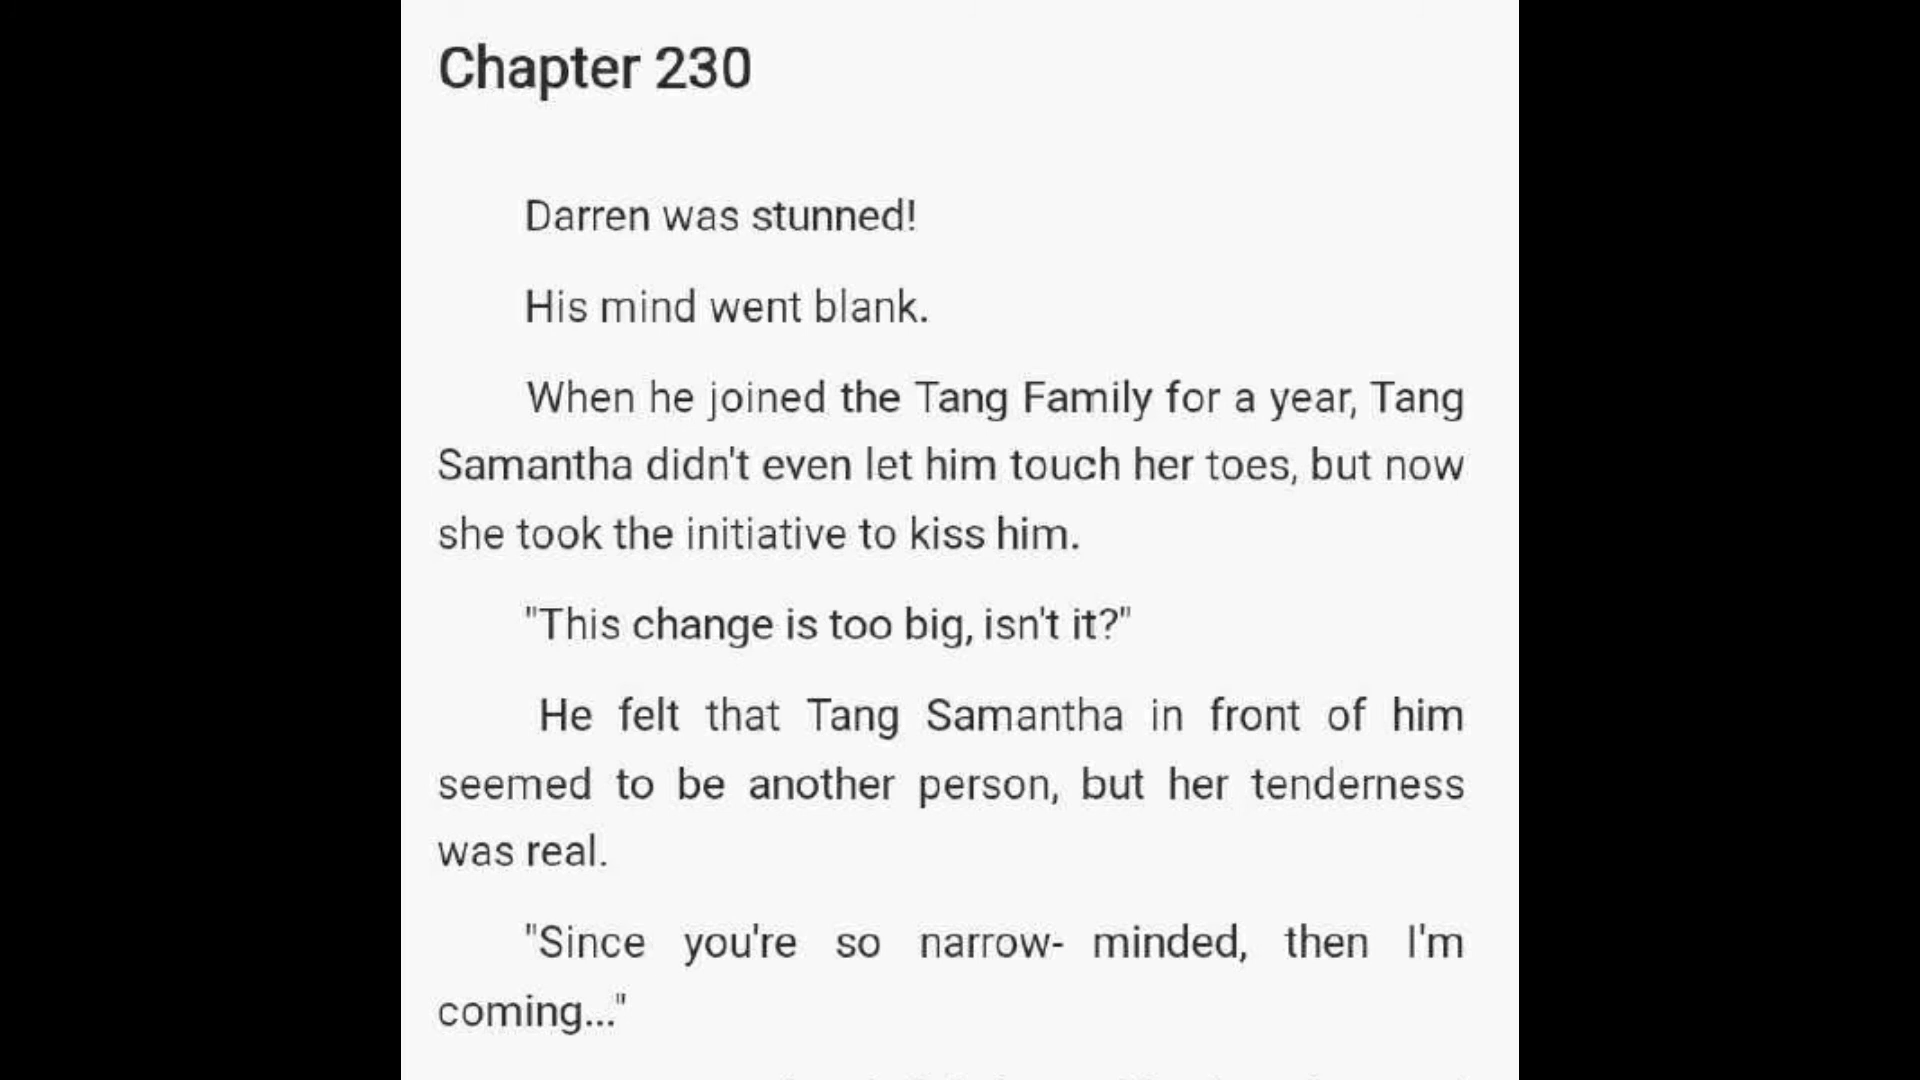 Chapter 230
Darren was stunned!
His mind went blank.
When he joined the Tang Family for a year, Tang
Samantha didn't even let him touch her toes, but now
she took the initiative to kiss him.
"This change is too big, isn't it?"
He felt that Tang Samantha in front of him
seemed to be another person, but her tenderness
was real.
"Since you're so narrow- minded, then I'm
coming..."